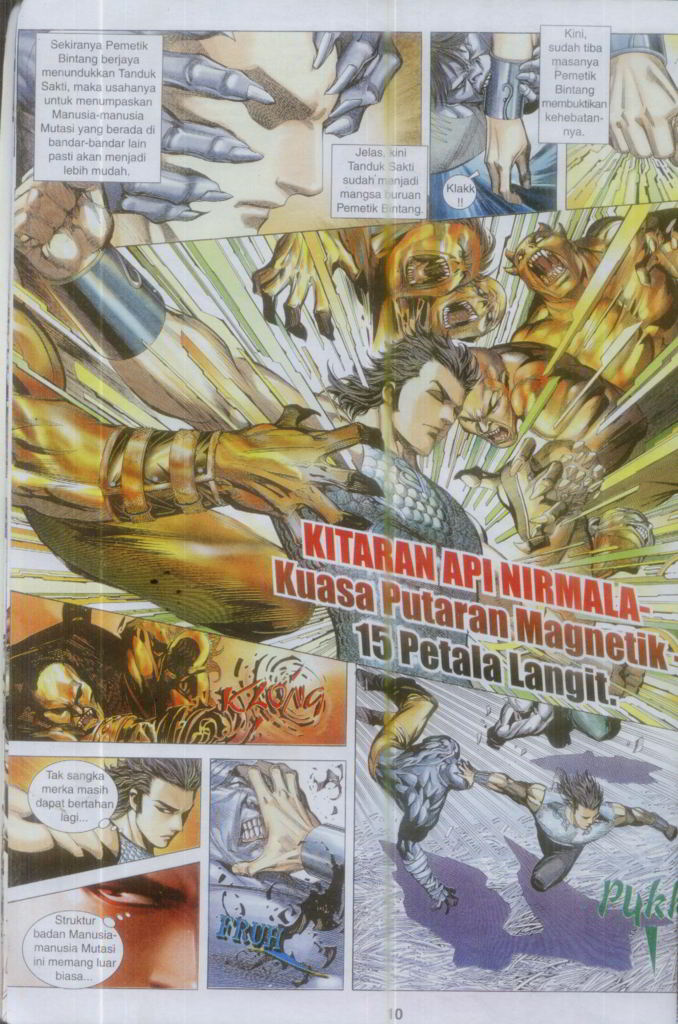 Sekiranya Pemetik
Bintang berjaya
menundukkan Tanduk
Sakti, maka usahanya
untuk menumpaskan
Manusia-manusia
Mutasi yang berada di
bandar-bandar lain
pasti akan menjadi
lebih mudah.
Jelas, kini
Tanduk Sakti
sudah menjadi
mangsa buruan
Pemetik Bintang.
Klakk
!!
Kini,
sudah tiba
masanya
Pemetik
Bintang
membuktikan
kehebatan-
nya.
KITARAN API NIRMALA-
Kuasa Putaran Magnetik -
15 Petala Langit.
KZONG
Tak sangka
merka masih
dapat bertahan
lagi...
Struktur
badan Manusia-
manusia Mutasi
ini memang luar
biasa...
FRUH
10